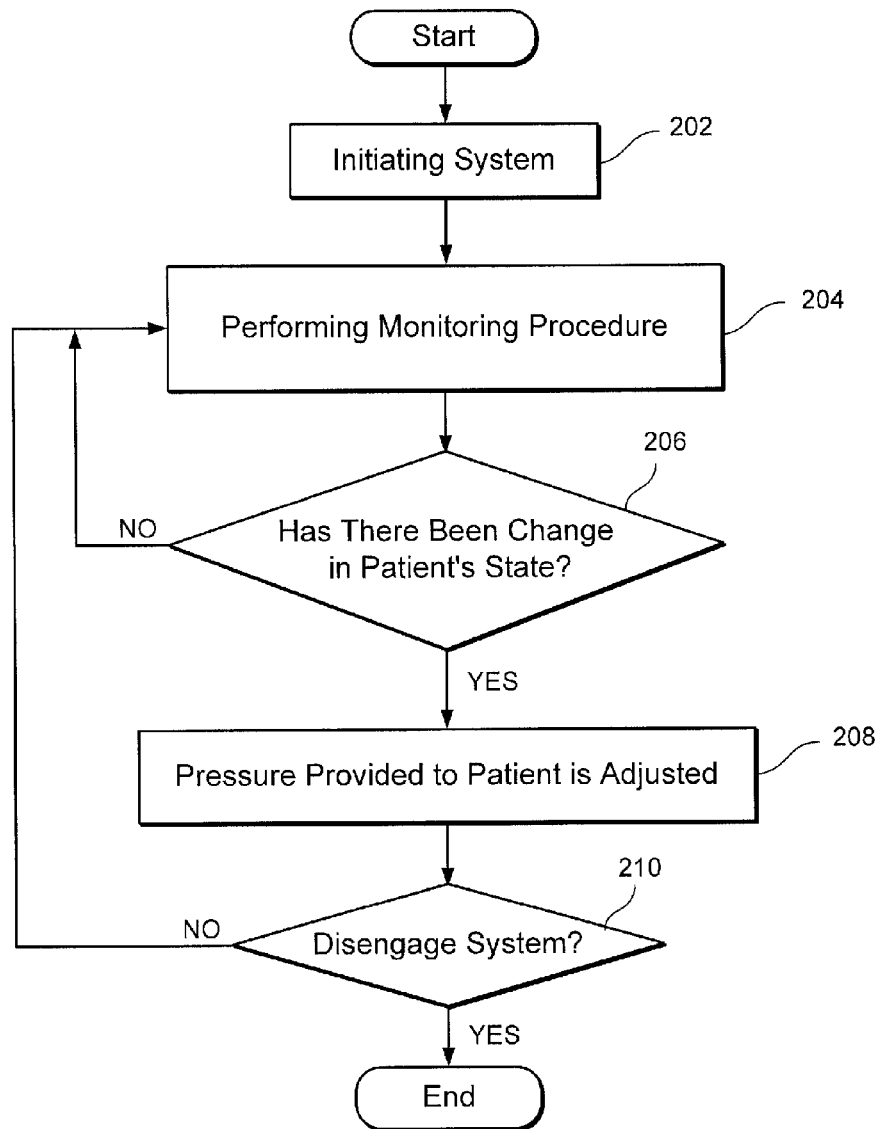 Start
202
Initiating System
204
Performing Monitoring Procedure
206
Has There Been Change
in Patient's State?
NO
YES
208
Pressure Provided to Patient is Adjusted
210
Disengage System?
NO
YES
End